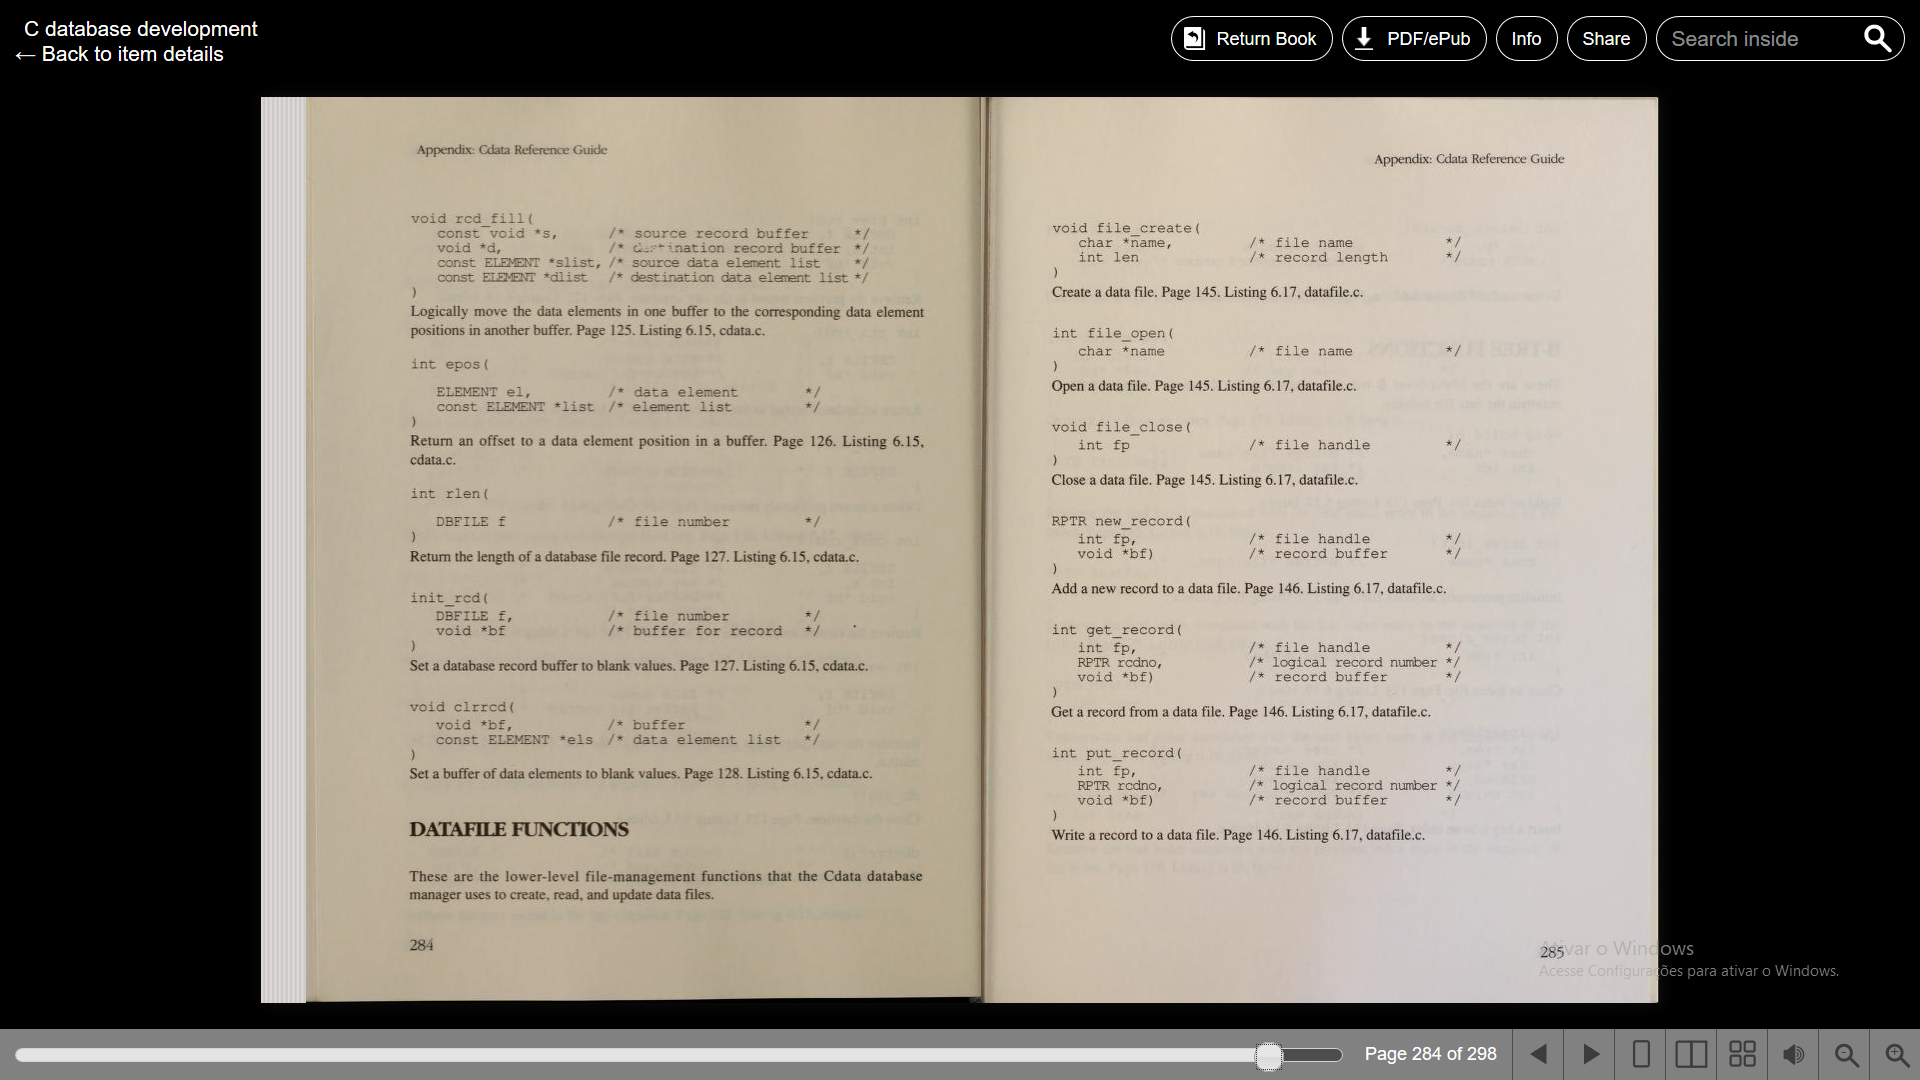 C database development
← Back to item details
Return Book
PDF/ePub
Info
Share
Search inside
Appendix: Cdata Reference Guide
void rcd_fill(
const void *s, /* source record buffer */
void *d, /* destination record buffer */
const ELEMENT *slist, /* source data element list */
const ELEMENT *dlist /* destination data element list */
)
Logically move the data elements in one buffer to the corresponding data element
positions in another buffer. Page 125. Listing 6.15, cdata.c.
int epos(
ELEMENT el, /* data element */
const ELEMENT *list /* element list */
)
Return an offset to a data element position in a buffer. Page 126. Listing 6.15,
cdata.c.
int rlen(
DBFILE f /* file number */
)
Return the length of a database file record. Page 127. Listing 6.15, cdata.c.
init_rcd(
DBFILE f, /* file number */
void *bf /* buffer for record */
)
Set a database record buffer to blank values. Page 127. Listing 6.15, cdata.c.
void clrrcd(
void *bf, /* buffer */
const ELEMENT *els /* data element list */
)
Set a buffer of data elements to blank values. Page 128. Listing 6.15, cdata.c.
DATAFILE FUNCTIONS
These are the lower-level file-management functions that the Cdata database
manager uses to create, read, and update data files.
284
Appendix: Cdata Reference Guide
void file_create(
char *name, /* file name */
int len /* record length */
)
Create a data file. Page 145. Listing 6.17, datafile.c.
int file_open(
char *name /* file name */
)
Open a data file. Page 145. Listing 6.17, datafile.c.
void file_close(
int fp /* file handle */
)
Close a data file. Page 145. Listing 6.17, datafile.c.
RPTR new_record(
int fp, /* file handle */
void *bf) /* record buffer */
)
Add a new record to a data file. Page 146. Listing 6.17, datafile.c.
int get_record(
int fp, /* file handle */
RPTR rcdno, /* logical record number */
void *bf) /* record buffer */
)
Get a record from a data file. Page 146. Listing 6.17, datafile.c.
int put_record(
int fp, /* file handle */
RPTR rcdno, /* logical record number */
void *bf) /* record buffer */
)
Write a record to a data file. Page 146. Listing 6.17, datafile.c.
285
Ativar o Windows
Acesse Configurações para ativar o Windows.
Page 284 of 298